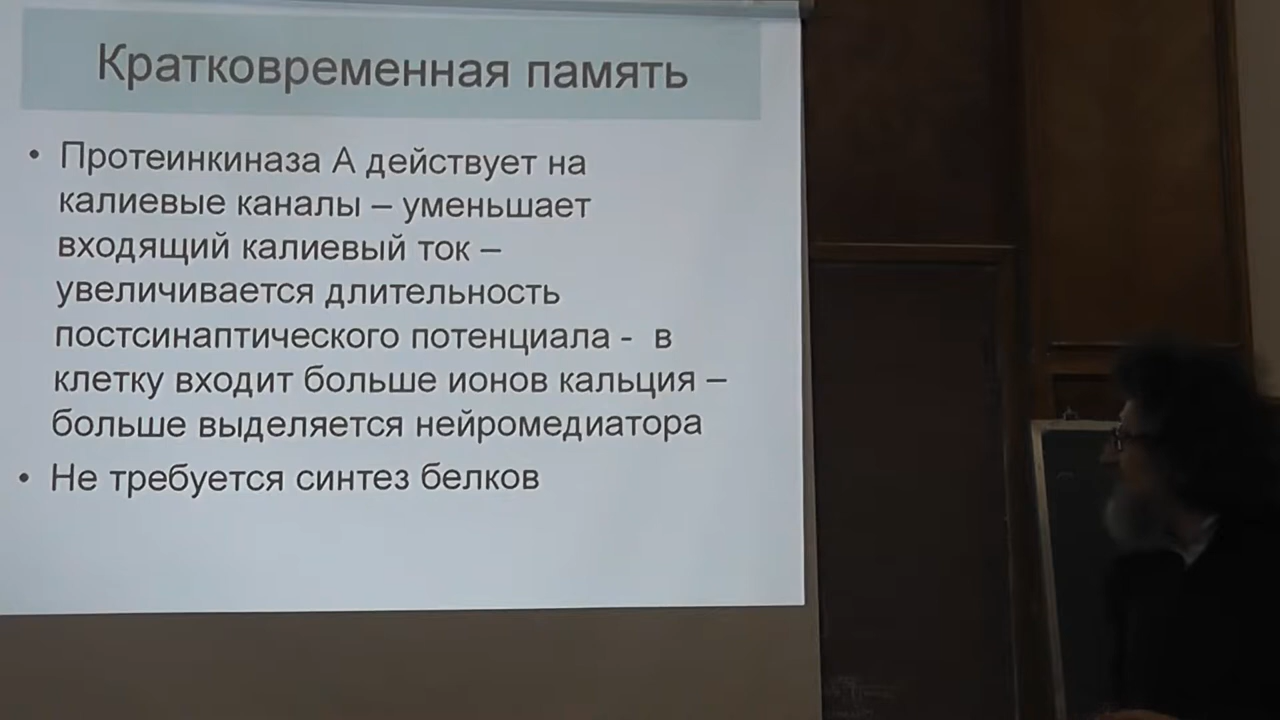 Кратковременная память
• Протеинкиназа А действует на
калиевые каналы – уменьшает
входящий калиевый ток –
увеличивается длительность
постсинаптического потенциала - в
клетку входит больше ионов кальция –
больше выделяется нейромедиатора
• Не требуется синтез белков